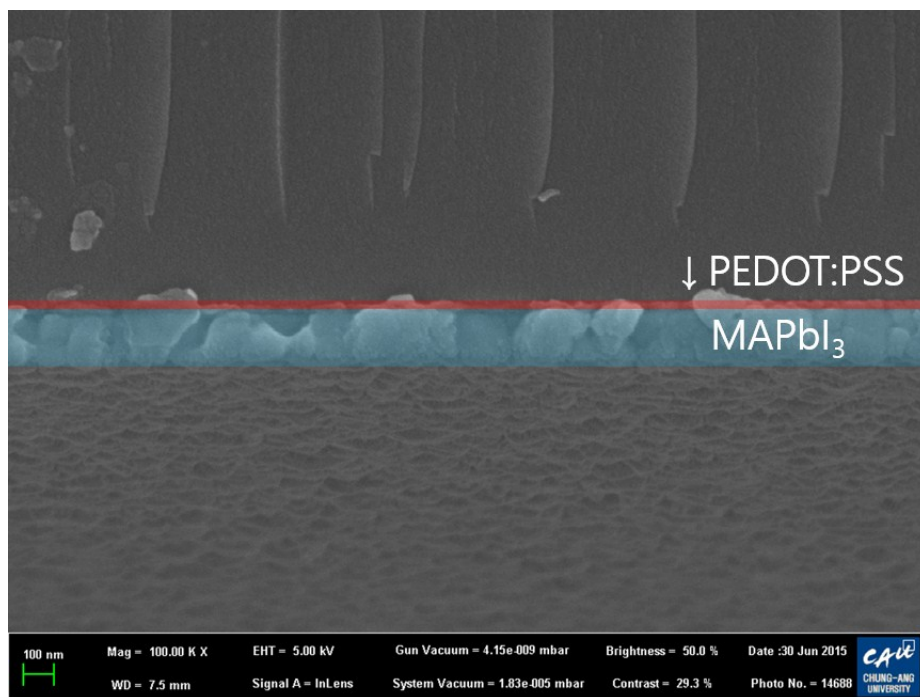 ↓ PEDOT:PSS
MAPbI₃
100 nm
Mag = 100.00 K X
EHT = 5.00 kV
Gun Vacuum = 4.15e-009 mbar
Brightness = 50.0 %
Date :30 Jun 2015
WD = 7.5 mm
Signal A = InLens
System Vacuum = 1.83e-005 mbar
Contrast = 29.3 %
Photo No. = 14688
CAU
CHUNG-ANG
UNIVERSITY